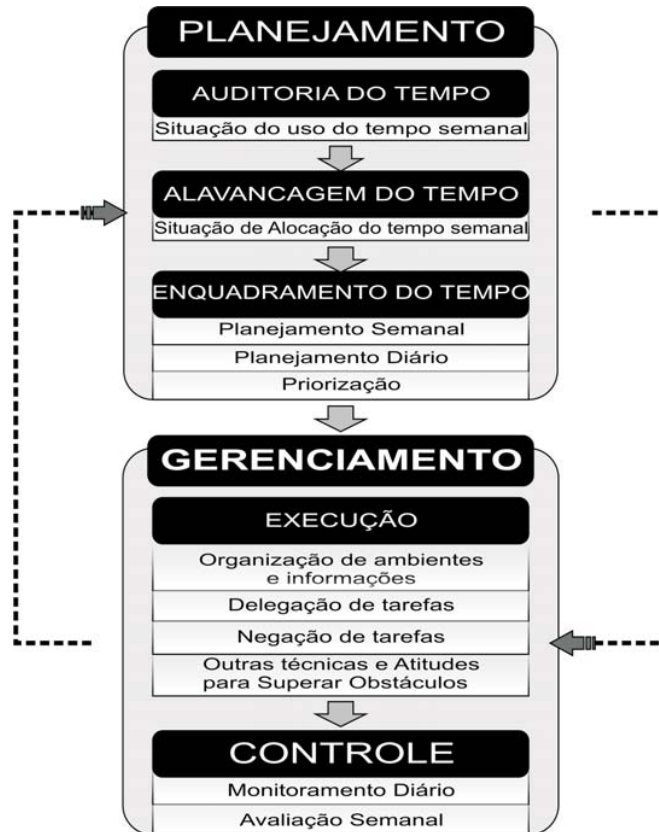 PLANEJAMENTO
AUDITORIA DO TEMPO
Situação do uso do tempo semanal
ALAVANCAGEM DO TEMPO
Situação de Alocação do tempo semanal
ENQUADRAMENTO DO TEMPO
Planejamento Semanal
Planejamento Diário
Priorização
GERENCIAMENTO
EXECUÇÃO
Organização de ambientes
e informações
Delegação de tarefas
Negação de tarefas
Outras técnicas e Atitudes
para Superar Obstáculos
CONTROLE
Monitoramento Diário
Avaliação Semanal